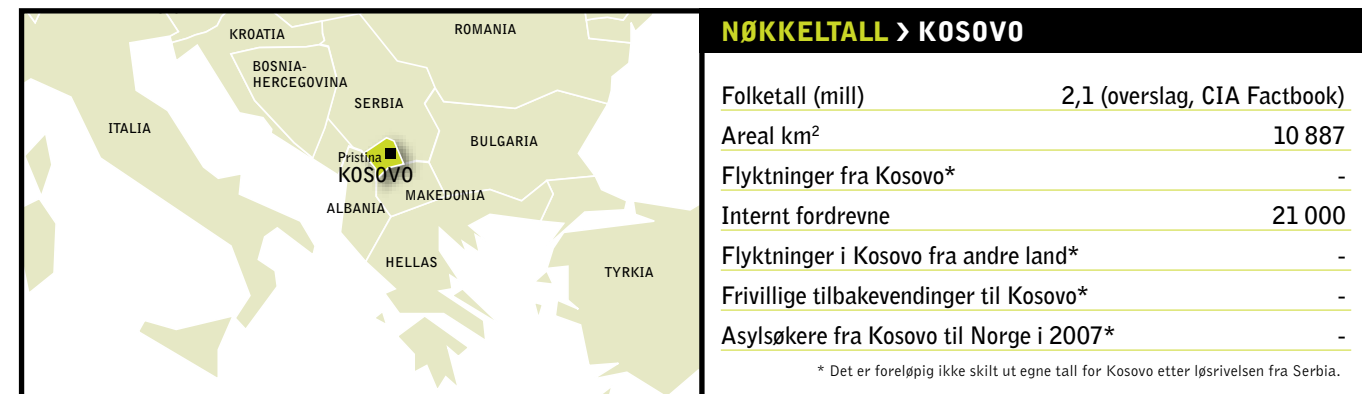 KROATIA
ROMANIA
BOSNIA-
HERCEGOVINA
SERBIA
ITALIA
BULGARIA
Pristina
KOSOVO
MAKEDONIA
ALBANIA
HELLAS
TYRKIA
NØKKELTALL > KOSOVO
Folketall (mill) 2,1 (overslag, CIA Factbook)
Areal km² 10 887
Flyktninger fra Kosovo* -
Internt fordrevne 21 000
Flyktninger i Kosovo fra andre land* -
Frivillige tilbakevendinger til Kosovo* -
Asylsøkere fra Kosovo til Norge i 2007* -
* Det er foreløpig ikke skilt ut egne tall for Kosovo etter løsrivelsen fra Serbia.